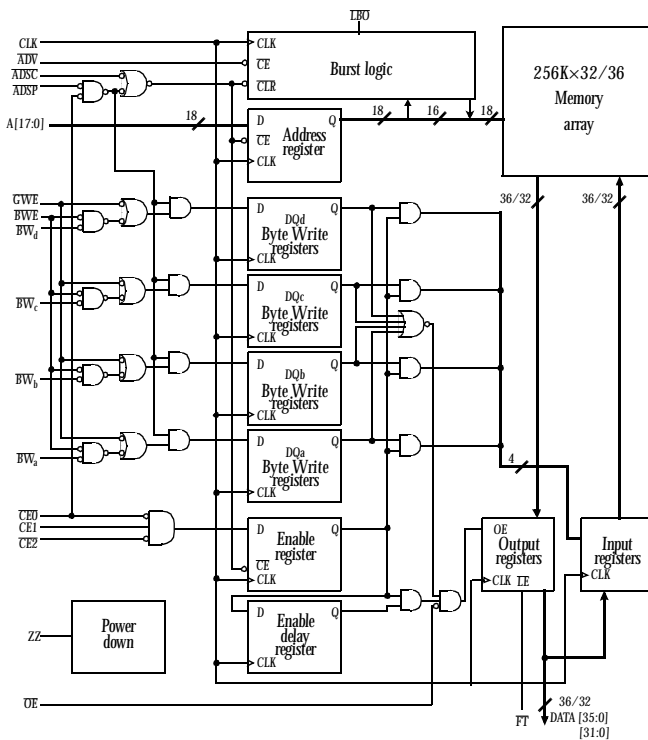 LBO
CLK
ADV
ADSC
ADSP
A[17:0]
18
CLK
CE
CLR
Burst logic
D
Q
CE
CLK
Address
register
18
16
18
256K×32/36
Memory
array
36/32
36/32
GWE
BWE
BWd
D
DQd
Q
Byte Write
registers
CLK
BWc
D
DQc
Q
Byte Write
registers
CLK
BWb
D
DQb
Q
Byte Write
registers
CLK
BWa
D
DQa
Q
Byte Write
registers
CLK
4
CE0
CE1
CE2
D
Enable
register
Q
CE
CLK
OE
Output
registers
CLK
LE
Input
registers
CLK
D
Enable
delay
register
Q
CLK
ZZ
Power
down
OE
FT
36/32
DATA [35:0]
[31:0]